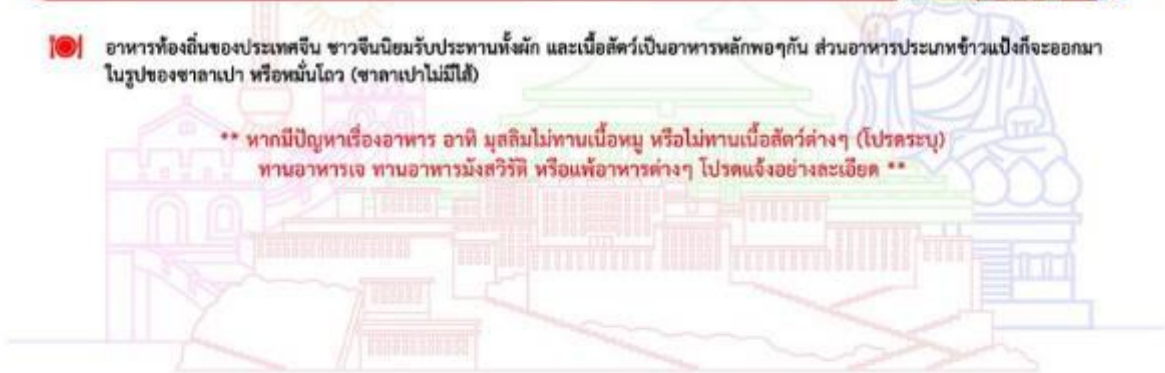 อาหารท้องถิ่นของประเทศจีน ชาวจีนนิยมรับประทานทั้งผัก และเนื้อสัตว์เป็นอาหารหลักพอๆกัน ส่วนอาหารประเภทข้าวแป้งก็จะออกมา
ในรูปของซาลาเปา หรือหมั่นโถว (ซาลาเปาไม่มีไส้)
** หากมีปัญหาเรื่องอาหาร อาทิ มุสลิมไม่ทานเนื้อหมู หรือไม่ทานเนื้อสัตว์ต่างๆ (โปรดระบุ)
ทานอาหารเจ ทานอาหารมังสวิรัติ หรือแพ้อาหารต่างๆ โปรดแจ้งอย่างละเอียด **